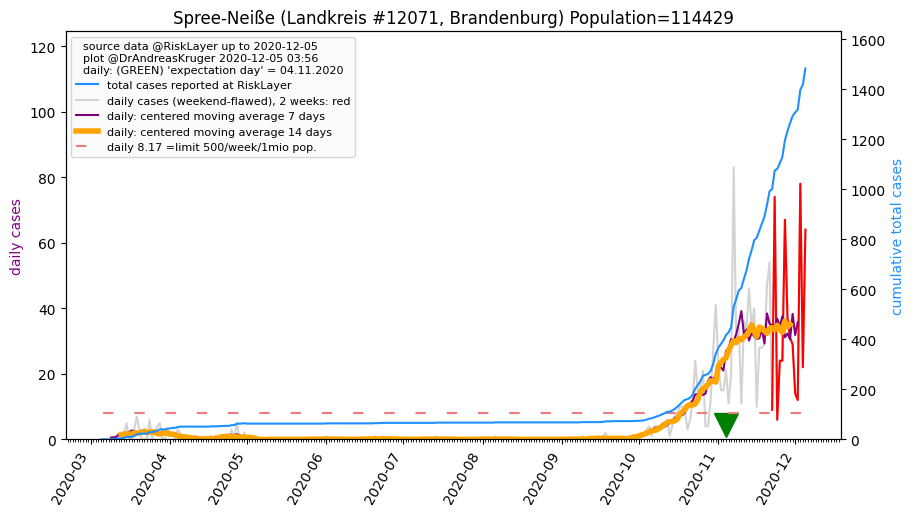 Spree-Neiße (Landkreis #12071, Brandenburg) Population=114429
source data @RiskLayer up to 2020-12-05
plot @DrAndreasKruger 2020-12-05 03:56
daily: (GREEN) 'expectation day' = 04.11.2020
total cases reported at RiskLayer
daily cases (weekend-flawed), 2 weeks: red
daily: centered moving average 7 days
daily: centered moving average 14 days
daily 8.17 =limit 500/week/1mio pop.
daily cases
120
100
80
60
40
20
0
cumulative total cases
1600
1400
1200
1000
800
600
400
200
0
2020-03
2020-04
2020-05
2020-06
2020-07
2020-08
2020-09
2020-10
2020-11
2020-12